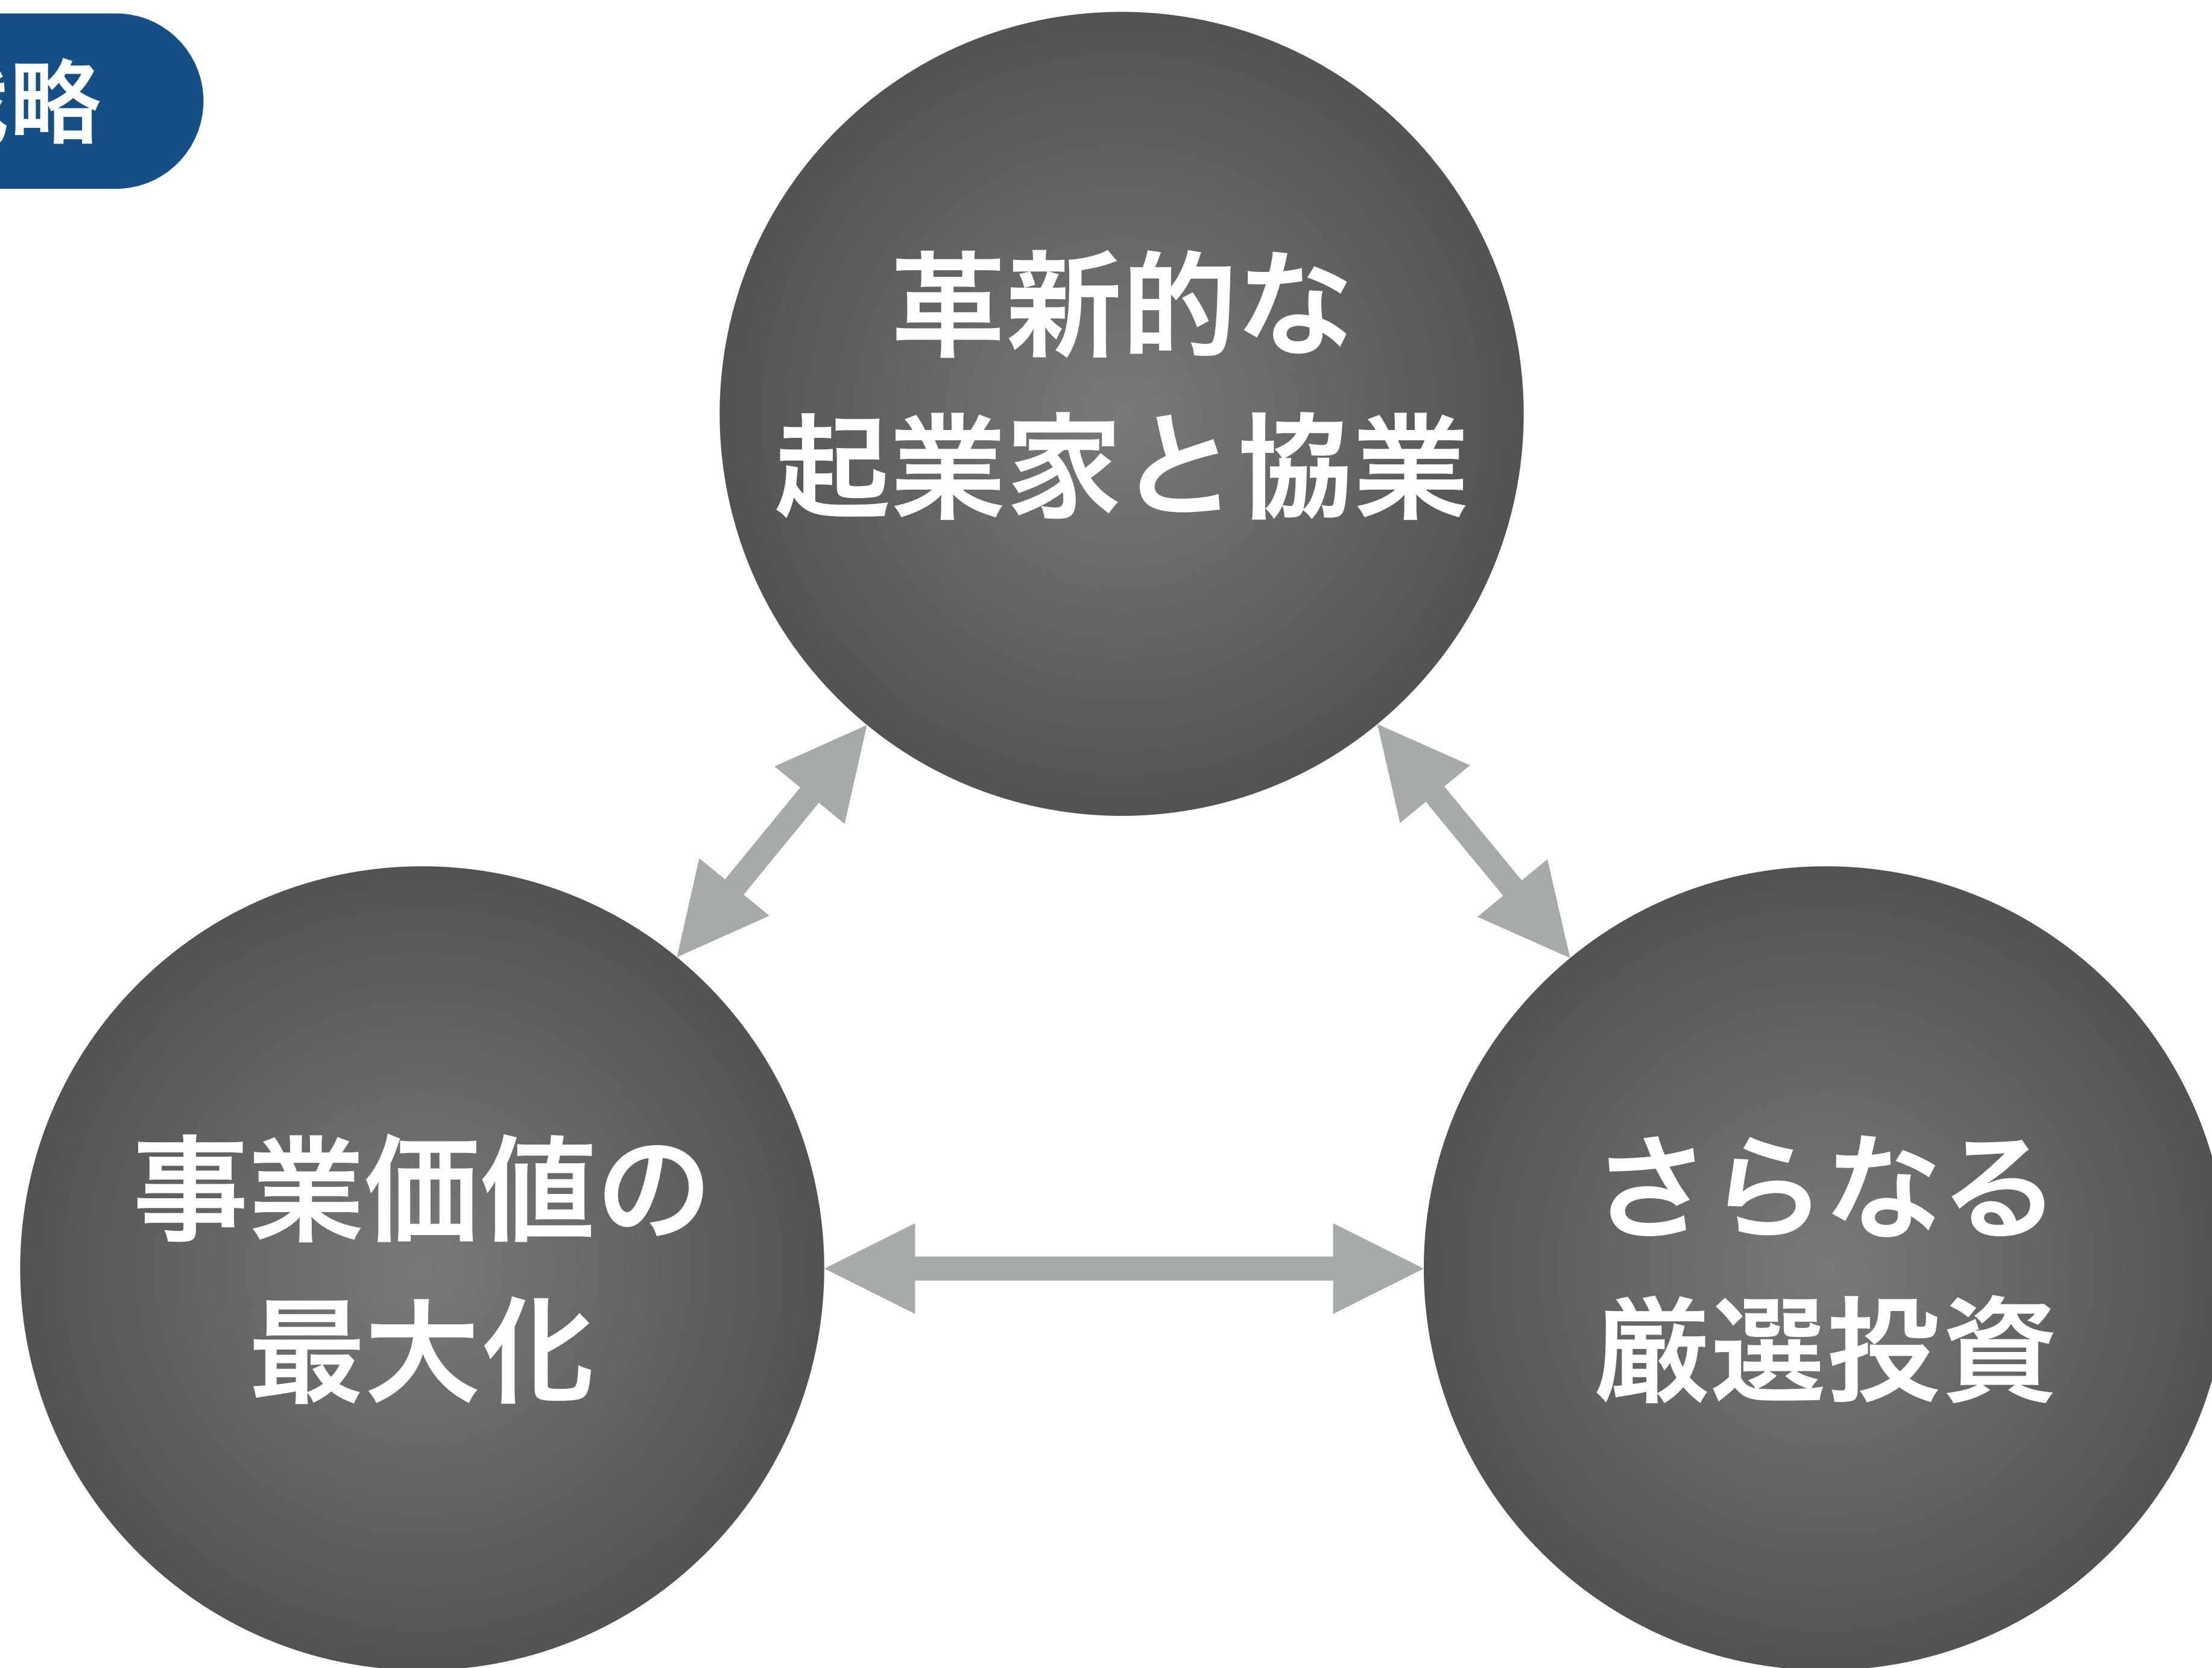 略
革新的な
起業家と協業
事業価値の
最大化
さらなる
厳選投資